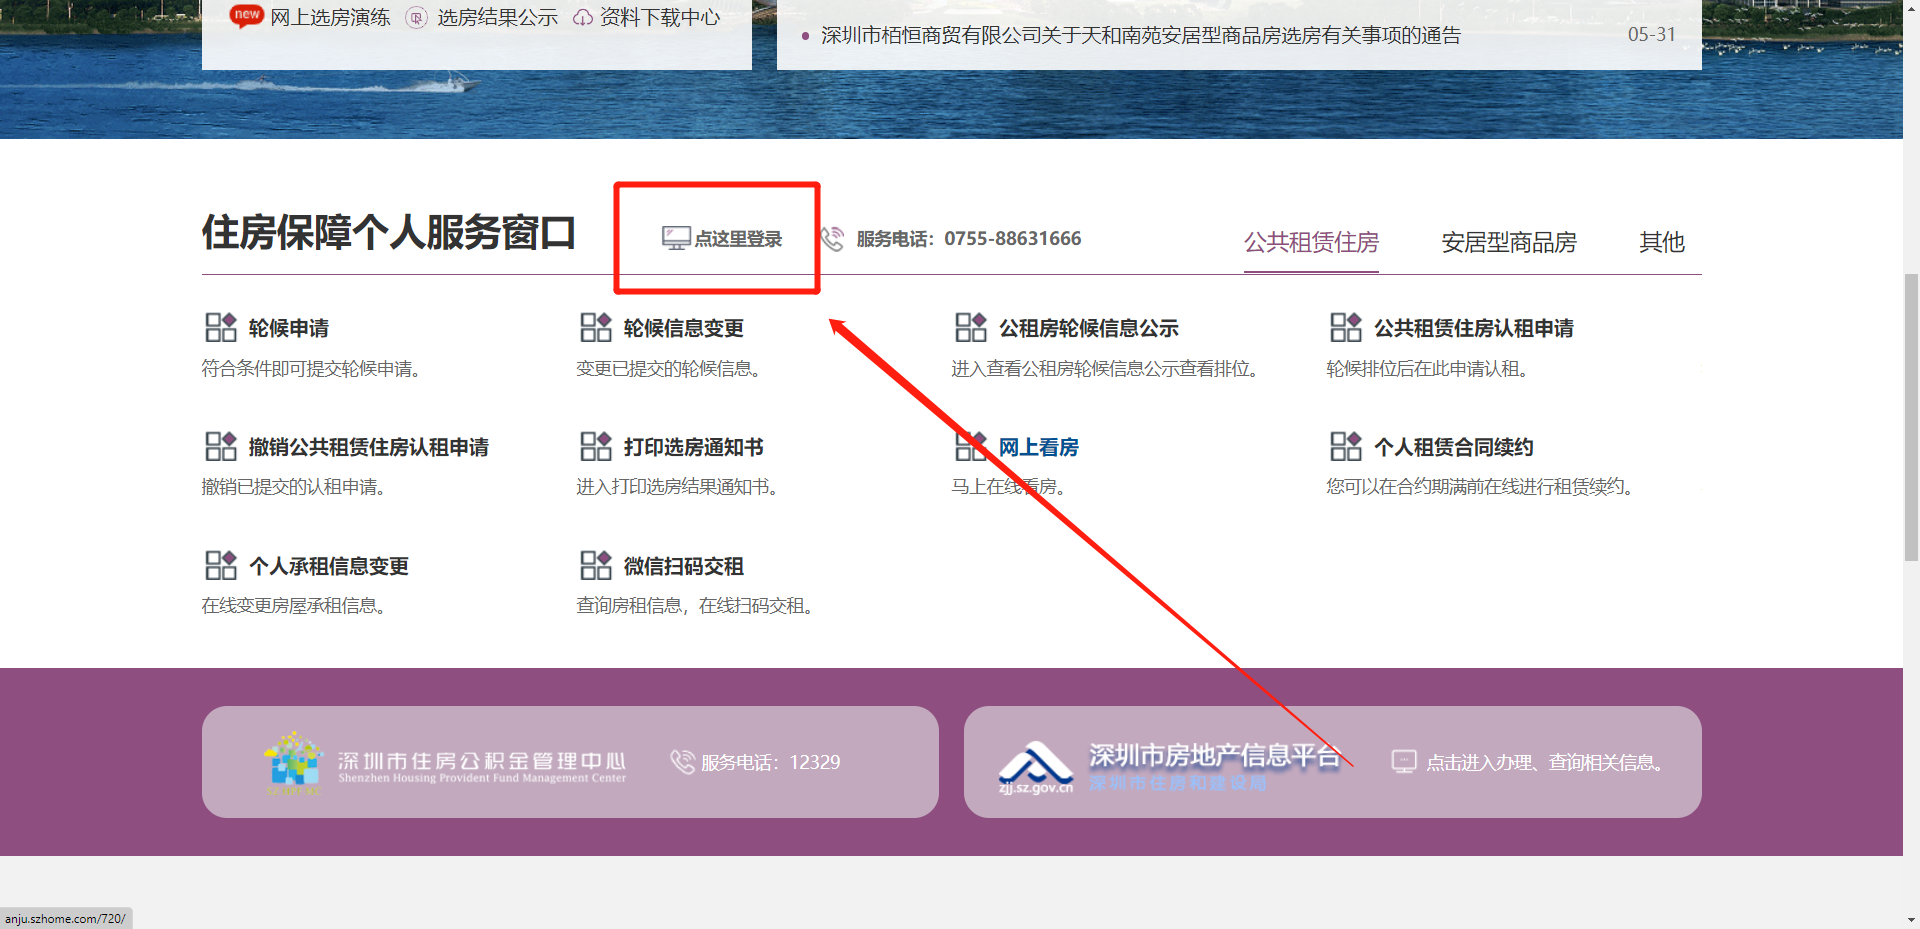 new 网上选房演练 选房结果公示 资料下载中心
深圳市栢恒商贸有限公司关于天和南苑安居型商品房选房有关事项的通告 05-31
住房保障个人服务窗口 点这里登录 服务电话：0755-88631666 公共租赁住房 安居型商品房 其他
轮候申请
符合条件即可提交轮候申请。
轮候信息变更
变更已提交的轮候信息。
公租房轮候信息公示
进入查看公租房轮候信息公示查看排位。
公共租赁住房认租申请
轮候排位后在此申请认租。
撤销公共租赁住房认租申请
撤销已提交的认租申请。
打印选房通知书
进入打印选房结果通知书。
网上看房
马上在线看房。
个人租赁合同续约
您可以在合约期满前在线进行租赁续约。
个人承租信息变更
在线变更房屋承租信息。
微信扫码交租
查询房租信息，在线扫码交租。
深圳市住房公积金管理中心
Shenzhen Housing Provident Fund Management Center
服务电话：12329
zjj.sz.gov.cn
深圳市房地产信息平台
深圳市住房和建设局
点击进入办理、查询相关信息。
anju.szhome.com/720/